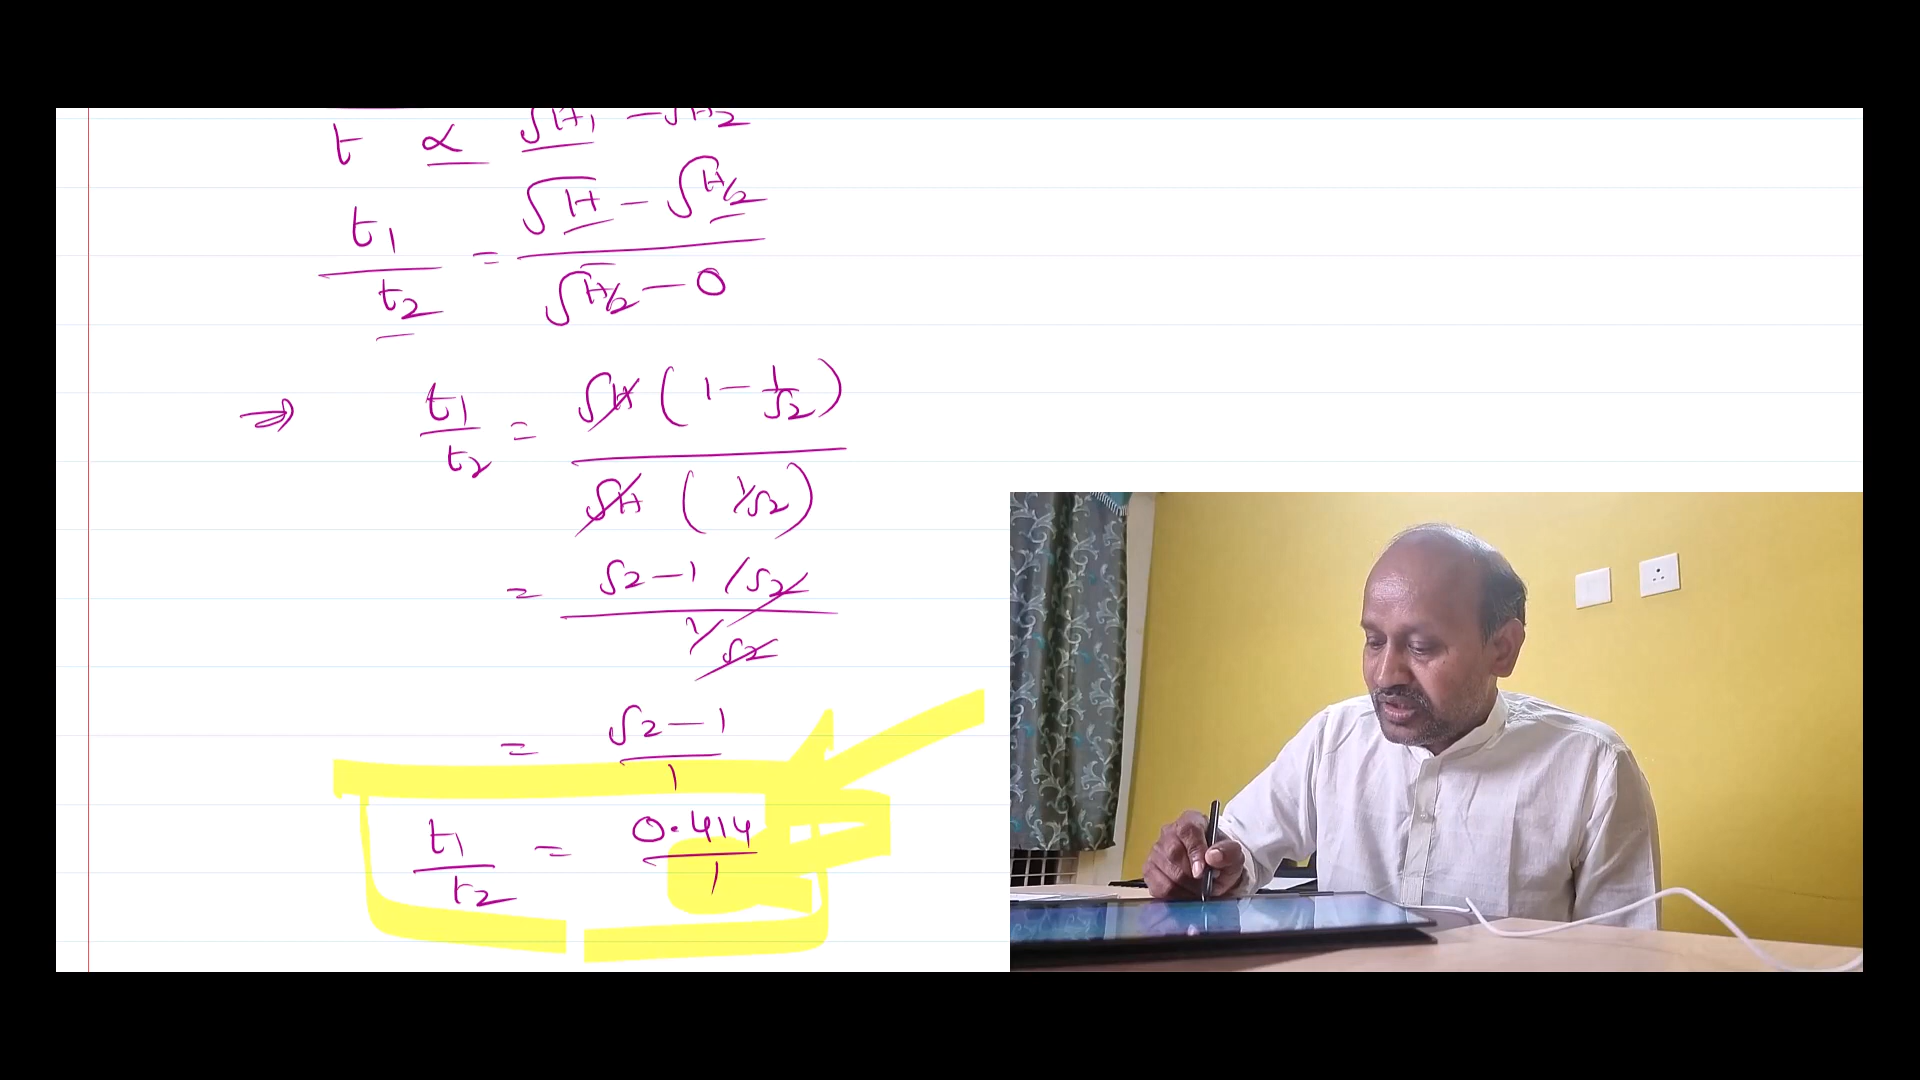 t ∝ √H1 - √H2
t1/t2 = (√H - √H/2)/(√H/2 - 0)
⇒ t1/t2 = √H (1 - 1/√2)/√H (1/√2)
= (√2-1/√2)/(1/√2)
= (√2-1)/1
t1/t2 = 0.414/1